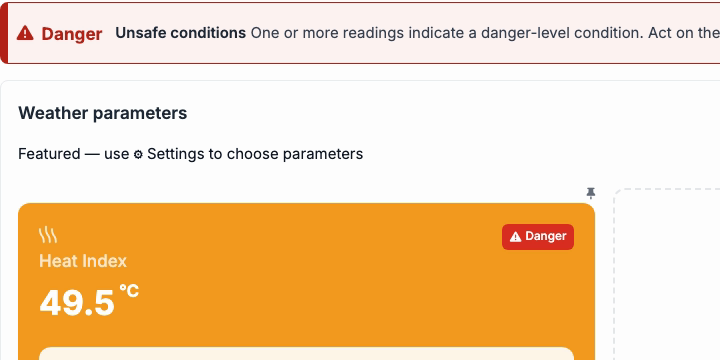 Danger Unsafe conditions One or more readings indicate a danger-level condition. Act on the
Weather parameters
Featured — use ⚙ Settings to choose parameters
Danger
Heat Index
49.5 °C